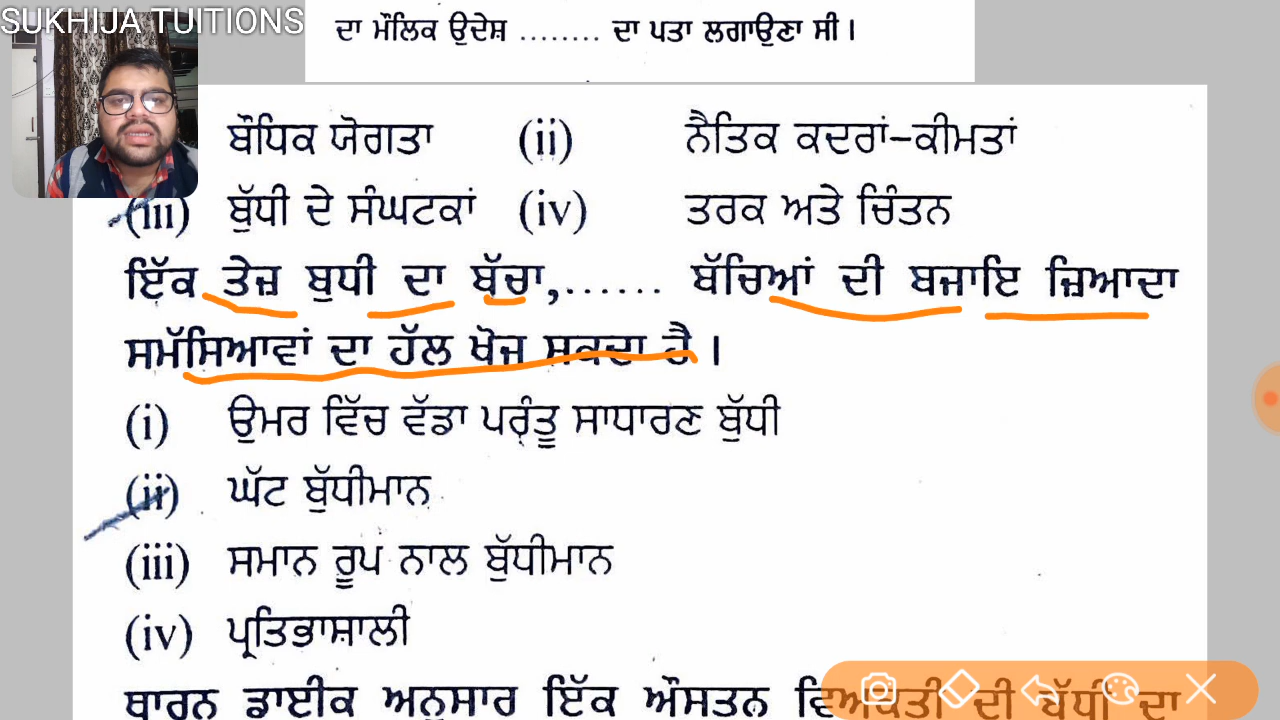 SUKHIJA TUITIONS
ਦਾ ਮੌਲਿਕ ਉਦੇਸ਼ ........ ਦਾ ਪਤਾ ਲਗਾਉਣਾ ਸੀ।
ਬੌਧਿਕ ਯੋਗਤਾ (ii) ਨੈਤਿਕ ਕਦਰਾਂ-ਕੀਮਤਾਂ
(iii) ਬੁੱਧੀ ਦੇ ਸੰਘਟਕਾਂ (iv) ਤਰਕ ਅਤੇ ਚਿੰਤਨ
ਇੱਕ ਤੇਜ਼ ਬੁਧੀ ਦਾ ਬੱਚਾ,...... ਬੱਚਿਆਂ ਦੀ ਬਜਾਇ ਜ਼ਿਆਦਾ
ਸਮੱਸਿਆਵਾਂ ਦਾ ਹੱਲ ਖੋਜ ਸਕਦਾ ਹੈ।
(i) ਉਮਰ ਵਿੱਚ ਵੱਡਾ ਪਰੰਤੂ ਸਾਧਾਰਣ ਬੁੱਧੀ
(ii) ਘੱਟ ਬੁੱਧੀਮਾਨ
(iii) ਸਮਾਨ ਰੂਪ ਨਾਲ ਬੁੱਧੀਮਾਨ
(iv) ਪ੍ਰਤਿਭਾਸ਼ਾਲੀ
ਥਾਰਨ ਡਾਈਕ ਅਨੁਸਾਰ ਇੱਕ ਔਸਤਨ ਵਿਅਕਤੀ ਦੀ ਬੁੱਧੀ ਦਾ